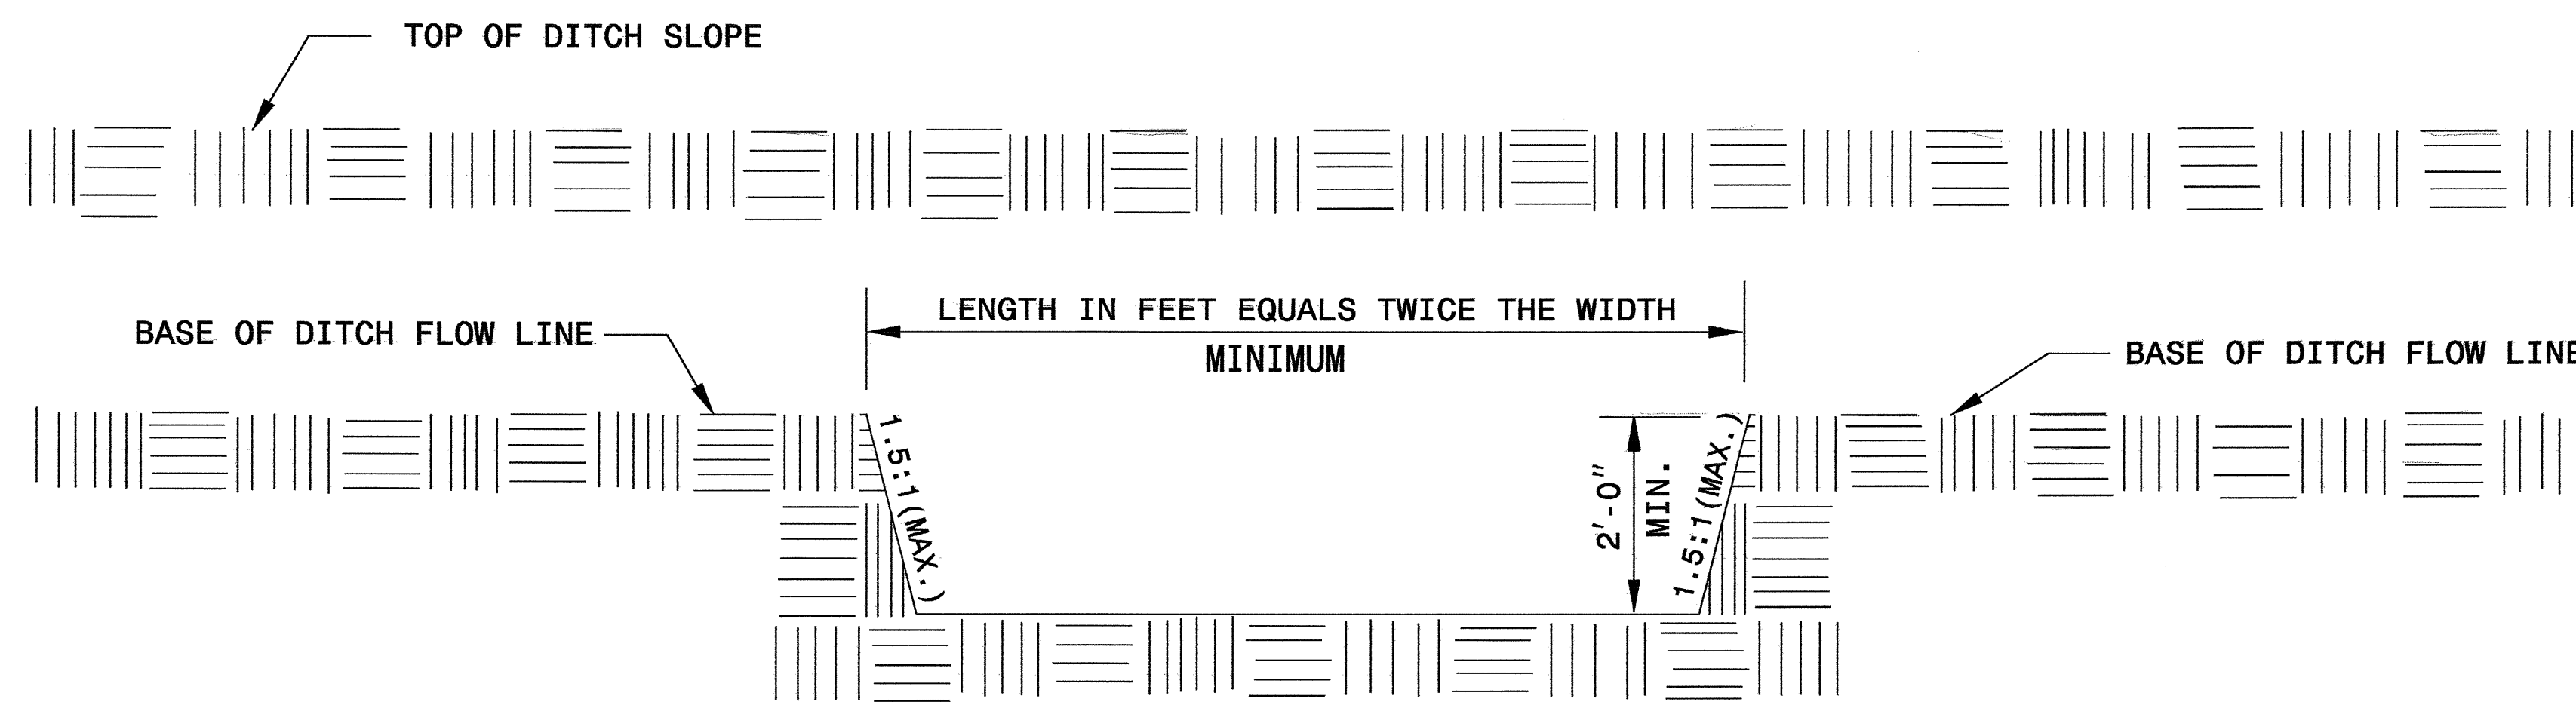 TOP OF DITCH SLOPE
LENGTH IN FEET EQUALS TWICE THE WIDTH
MINIMUM
BASE OF DITCH FLOW LINE
BASE OF DITCH FLOW LINE
1.5:1(MAX.)
2'-0"
MIN.
1.5:1(MAX.)